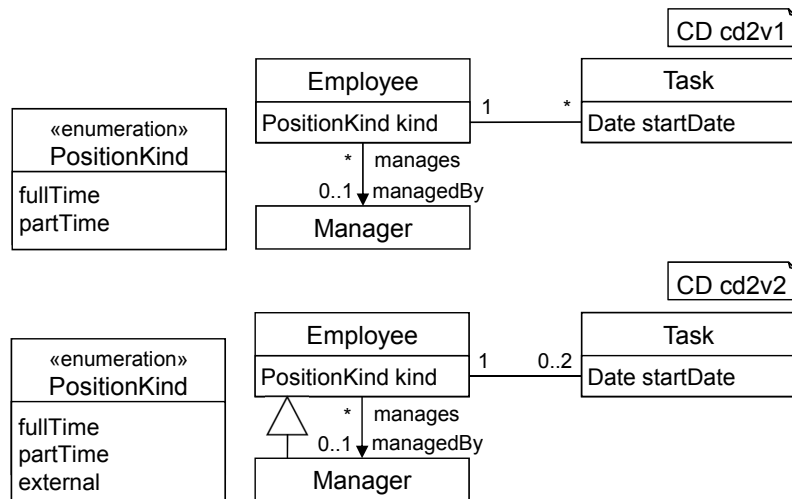 CD cd2v1
Employee
Task
PositionKind kind
1
*
Date startDate
«enumeration»
PositionKind
fullTime
partTime
* manages
0..1 managedBy
Manager
CD cd2v2
Employee
Task
PositionKind kind
1
0..2
Date startDate
«enumeration»
PositionKind
fullTime
partTime
external
* manages
0..1 managedBy
Manager